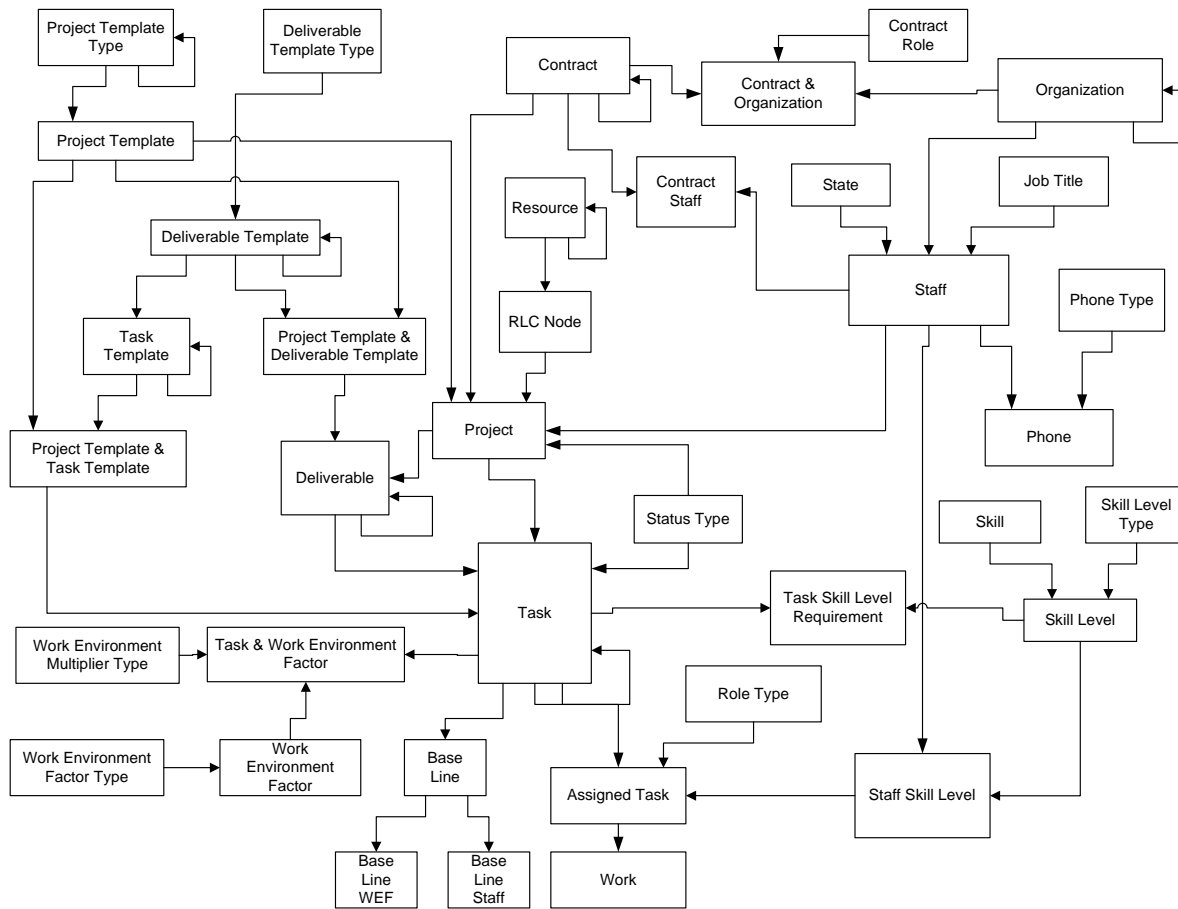 Project Template
Type
Deliverable
Template Type
Contract
Contract
Role
Contract &
Organization
Organization
Project Template
Contract
Staff
State
Job Title
Resource
Deliverable Template
Staff
Phone Type
Task
Template
Project Template &
Deliverable Template
RLC Node
Project
Phone
Project Template &
Task Template
Deliverable
Status Type
Skill
Skill Level
Type
Task
Task Skill Level
Requirement
Skill Level
Work Environment
Multiplier Type
Task & Work Environment
Factor
Role Type
Work Environment
Factor Type
Work
Environment
Factor
Base
Line
Assigned Task
Staff Skill Level
Base
Line
WEF
Base
Line
Staff
Work